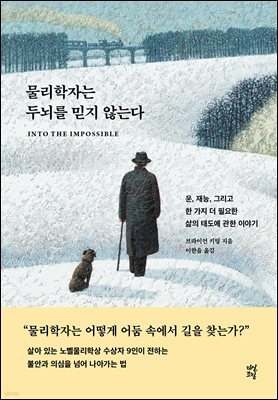 물리학자는
두뇌를 믿지 않는다
INTO THE IMPOSSIBLE
운, 재능, 그리고
한 가지 더 필요한
삶의 태도에 관한 이야기
브라이언 키팅 지음
이한음 옮김
“물리학자는 어떻게 어둠 속에서 길을 찾는가?”
살아 있는 노벨물리학상 수상자 9인이 전하는
불안과 의심을 넘어 나아가는 법
다산
초당